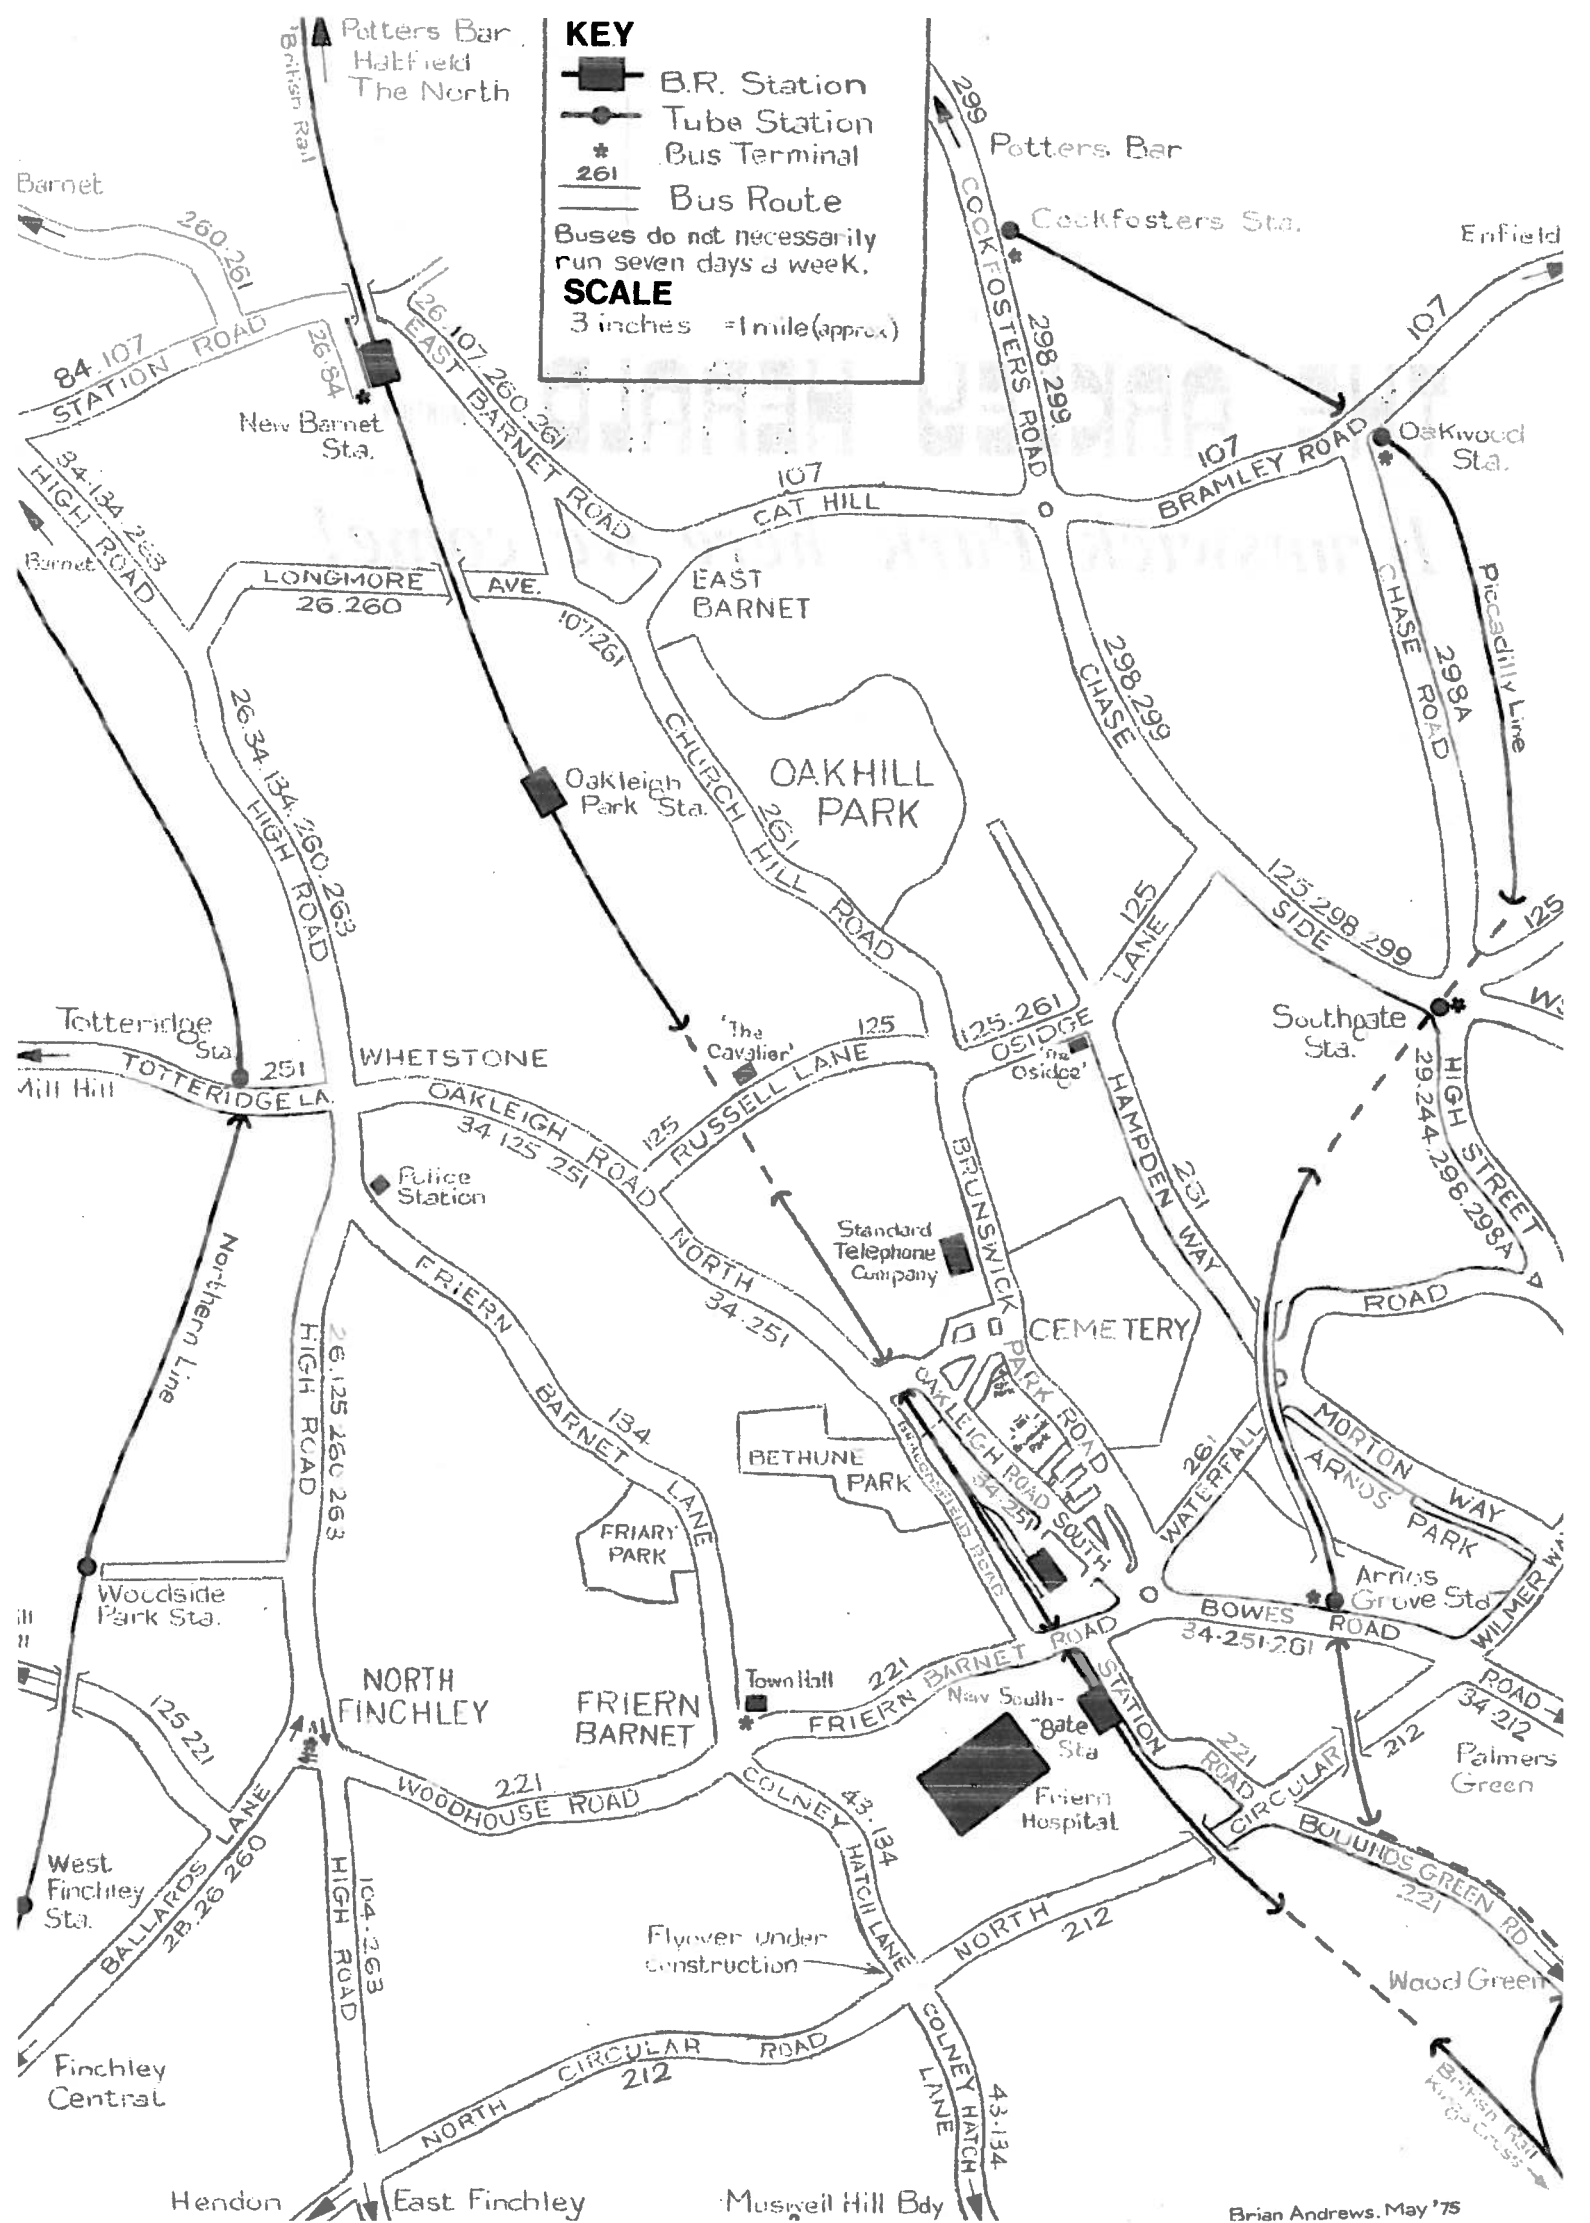 KEY
B.R. Station
Tube Station
* Bus Terminal
261
Bus Route
Buses do not necessarily
run seven days a week.
SCALE
3 inches =1mile(approx)
Potters Bar
Hatfield
The North
British Rail
Barnet
260.261
84.107
STATION ROAD
26.84
New Barnet
Sta.
26.107.260.261
EAST BARNET ROAD
299
Potters Bar
COCKFOSTERS ROAD
298.299
Cockfosters Sta.
Enfield
107
107
BRAMLEY ROAD
Oakwood
Sta.
107
CAT HILL
34.134.263
HIGH ROAD
Barnet
LONGMORE AVE.
26.260
107.261
EAST
BARNET
CHASE ROAD
298A
Piccadilly Line
298.299
CHASE SIDE
125.298.299
26.34.134.260.263
HIGH ROAD
Oakleigh
Park Sta.
CHURCH HILL ROAD
261
OAKHILL
PARK
125
LANE
125
Totteridge
Sta.
TOTTERIDGE LA.
251
Mill Hill
WHETSTONE
'The
Cavalier'
125
RUSSELL LANE
125
125.261
OSIDGE
'The
Osidge'
Southgate
Sta.
HIGH STREET
29.244.298.298A
OAKLEIGH ROAD NORTH
34.125.251
34.251
Police
Station
Northern Line
BRUNSWICK PARK ROAD
HAMPDEN WAY
261
Standard
Telephone
Company
CEMETERY
ROAD
FRIERN BARNET LANE
134
HIGH ROAD
26.125.260.263
BETHUNE
PARK
OAKLEIGH ROAD SOUTH
34.251
261
WATERFALL
MORTON WAY
ARNOS
PARK
FRIARY
PARK
Woodside
Park Sta.
Arnos
Grove Sta
BOWES ROAD
34.251.261
ROAD
34.212
Palmers
Green
NORTH
FINCHLEY
FRIERN
BARNET
Town Hall
221
FRIERN BARNET ROAD
New South-
gate
Sta
STATION ROAD
221
Friern
Hospital
125.221
221
WOODHOUSE ROAD
COLNEY HATCH LANE
43.134
212
CIRCULAR
BOUUNDS GREEN RD
221
Wood Green
West
Finchley
Sta.
BALLARDS LANE
26.260
HIGH ROAD
104.263
Flyover under
construction
NORTH
212
NORTH CIRCULAR ROAD
212
COLNEY HATCH
LANE
43.134
British Rail
Finchley
Central
Hendon
East Finchley
Muswell Hill Bdy
Brian Andrews. May '75